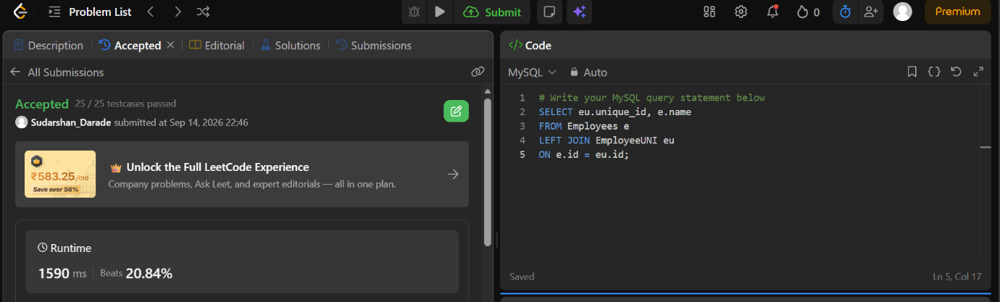 Problem List
Submit
0
Premium
Description
Accepted
Editorial
Solutions
Submissions
All Submissions
Accepted 25 / 25 testcases passed
Sudarshan_Darade submitted at Sep 14, 2026 22:46
₹583.25/mo
Save over 56%
Unlock the Full LeetCode Experience
Company problems, Ask Leet, and expert editorials — all in one plan.
Runtime
1590 ms Beats 20.84%
</> Code
MySQL Auto
1 # Write your MySQL query statement below
2 SELECT eu.unique_id, e.name
3 FROM Employees e
4 LEFT JOIN EmployeeUNI eu
5 ON e.id = eu.id;
Saved
Ln 5, Col 17